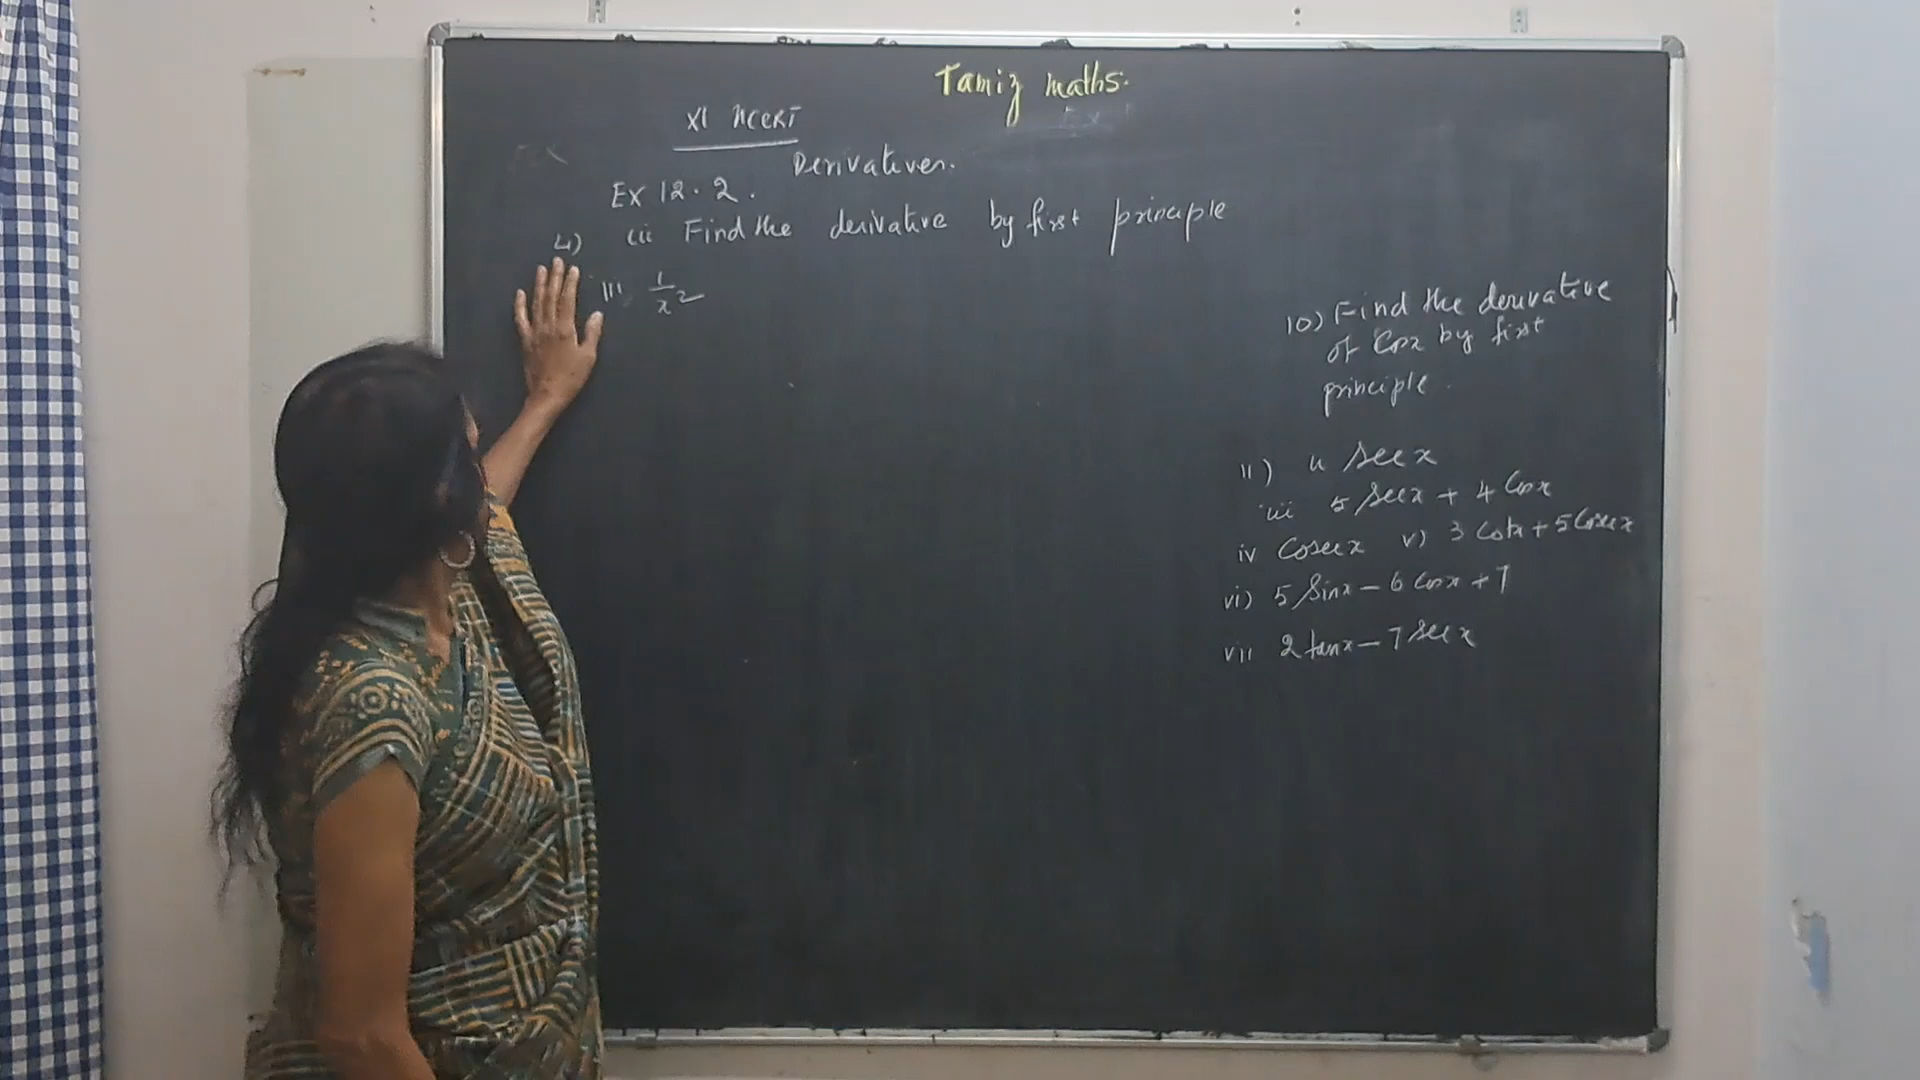 Tamiz maths.
XI NCERT
Derivatives.
Ex 12.2.
4) iii Find the derivative by first principle
iii 1/x²
10) Find the derivative
of Cos x by first
principle.
11) ii sec x
iii 5 sec x + 4 Cos x
iv Cosec x v) 3 Cot x + 5 Cosec x
vi) 5 Sin x - 6 Cos x + 7
vii 2 tan x - 7 sec x